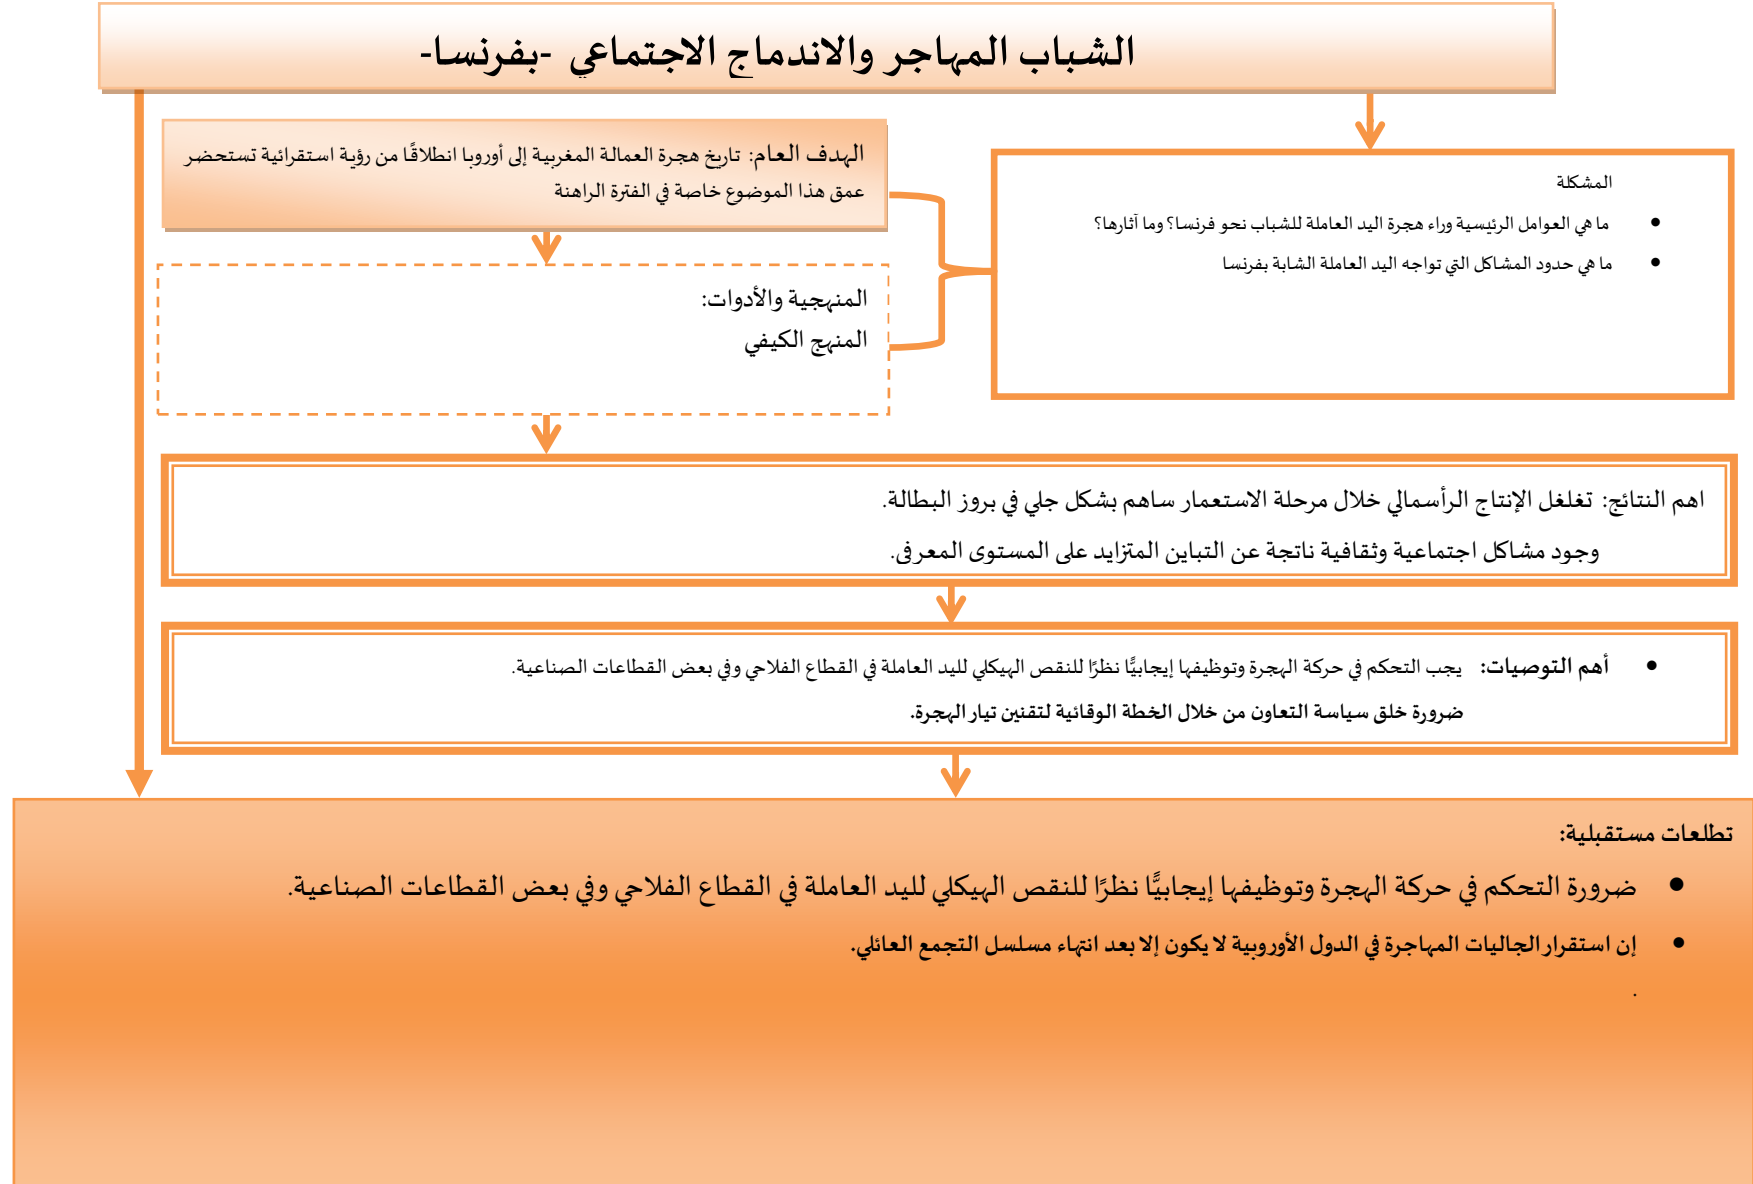 الشباب المهاجر والاندماج الاجتماعي -بفرنسا-
المشكلة
• ما هي العوامل الرئيسية وراء هجرة اليد العاملة للشباب نحو فرنسا؟ وما آثارها؟
• ما هي حدود المشاكل التي تواجه اليد العاملة الشابة بفرنسا
الهدف العام: تاريخ هجرة العمالة المغربية إلى أوروبا انطلاقًا من رؤية استقرائية تستحضر
عمق هذا الموضوع خاصة في الفترة الراهنة
المنهجية والأدوات:
المنهج الكيفي
اهم النتائج: تغلغل الإنتاج الرأسمالي خلال مرحلة الاستعمار ساهم بشكل جلي في بروز البطالة.
وجود مشاكل اجتماعية وثقافية ناتجة عن التباين المتزايد على المستوى المعرفي.
• أهم التوصيات: يجب التحكم في حركة الهجرة وتوظيفها إيجابيًّا نظرًا للنقص الهيكلي لليد العاملة في القطاع الفلاحي وفي بعض القطاعات الصناعية.
ضرورة خلق سياسة التعاون من خلال الخطة الوقائية لتقنين تيار الهجرة.
تطلعات مستقبلية:
• ضرورة التحكم في حركة الهجرة وتوظيفها إيجابيًّا نظرًا للنقص الهيكلي لليد العاملة في القطاع الفلاحي وفي بعض القطاعات الصناعية.
• إن استقرار الجاليات المهاجرة في الدول الأوروبية لا يكون إلا بعد انتهاء مسلسل التجمع العائلي.
.